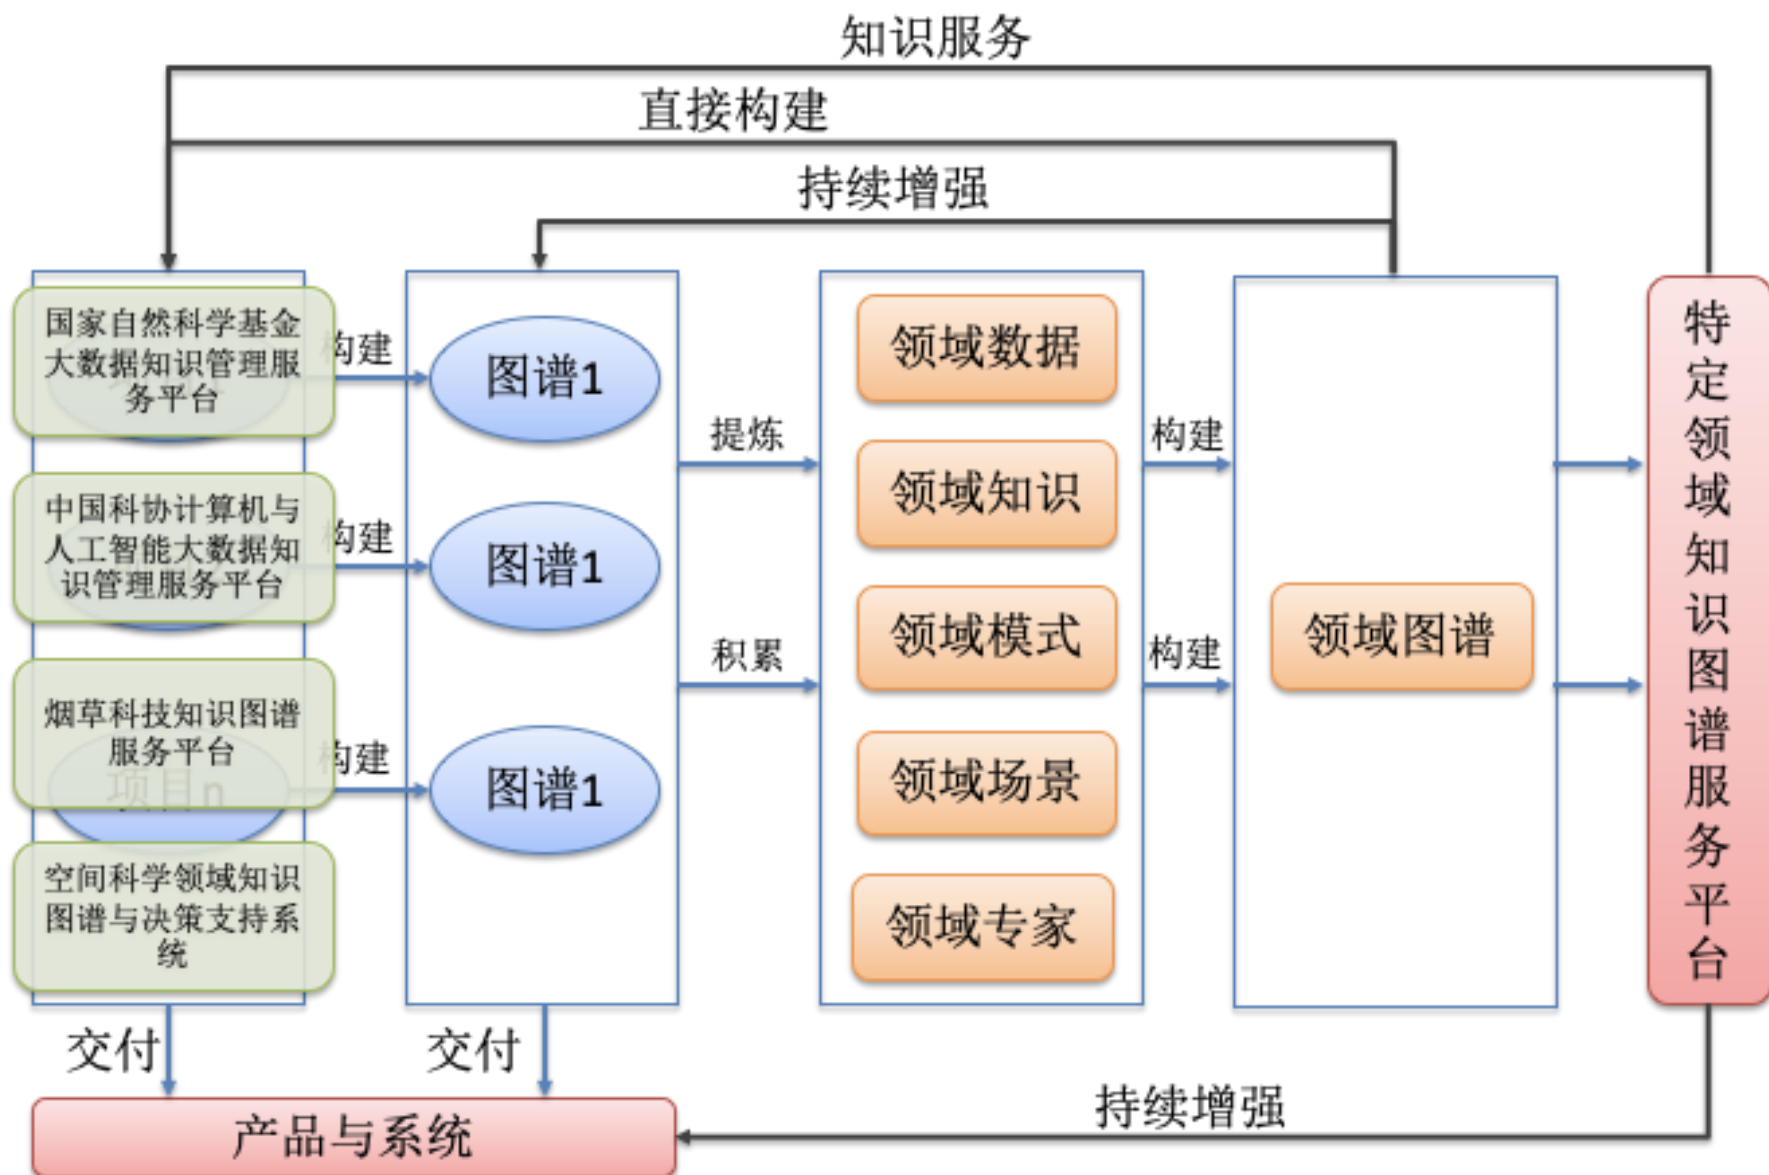 知识服务
直接构建
持续增强
国家自然科学基金
大数据知识管理服
务平台
构建
图谱1
中国科协计算机与
人工智能大数据知
识管理服务平台
构建
图谱1
烟草科技知识图谱
服务平台
项目n
构建
图谱1
空间科学领域知识
图谱与决策支持系
统
提炼
积累
领域数据
领域知识
领域模式
领域场景
领域专家
构建
构建
领域图谱
特定领域知识图谱服务平台
交付
交付
持续增强
产品与系统